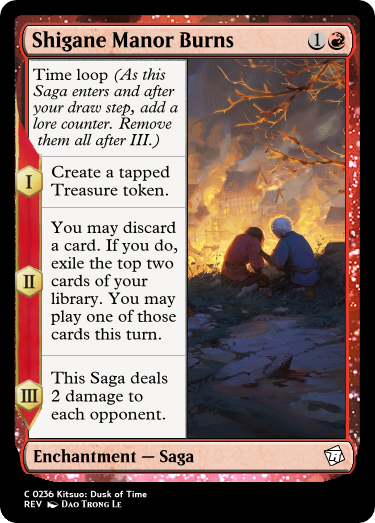 Shigane Manor Burns 1
Time loop (As this
Saga enters and after
your draw step, add a
lore counter. Remove
them all after III.)
I
Create a tapped
Treasure token.
II
You may discard
a card. If you do,
exile the top two
cards of your
library. You may
play one of those
cards this turn.
III
This Saga deals
2 damage to
each opponent.
Enchantment — Saga
C 0236 Kitsuo: Dusk of Time
REV Dao Trong Le